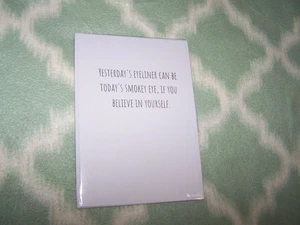 YESTERDAY'S EYELINER CAN BE
TODAY'S SMOKEY EYE, IF YOU
BELIEVE IN YOURSELF